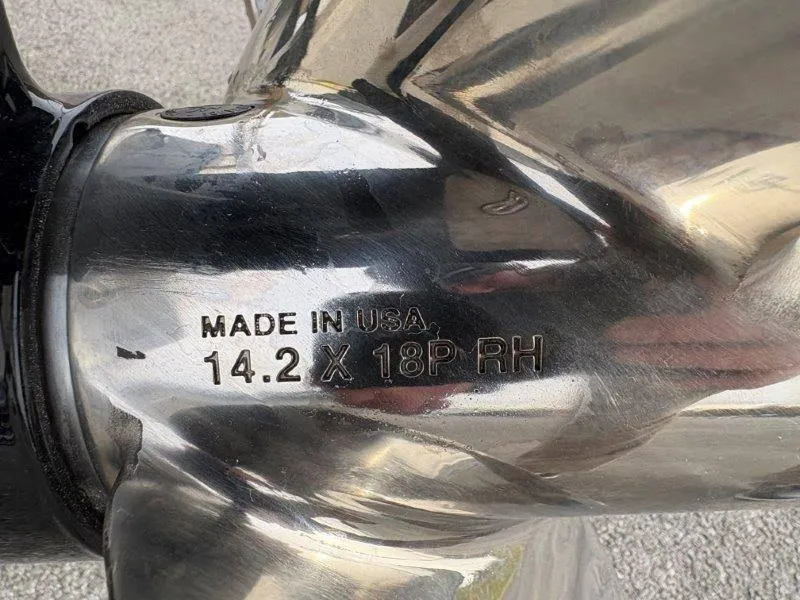 MADE IN USA.
14.2 X 18P RH